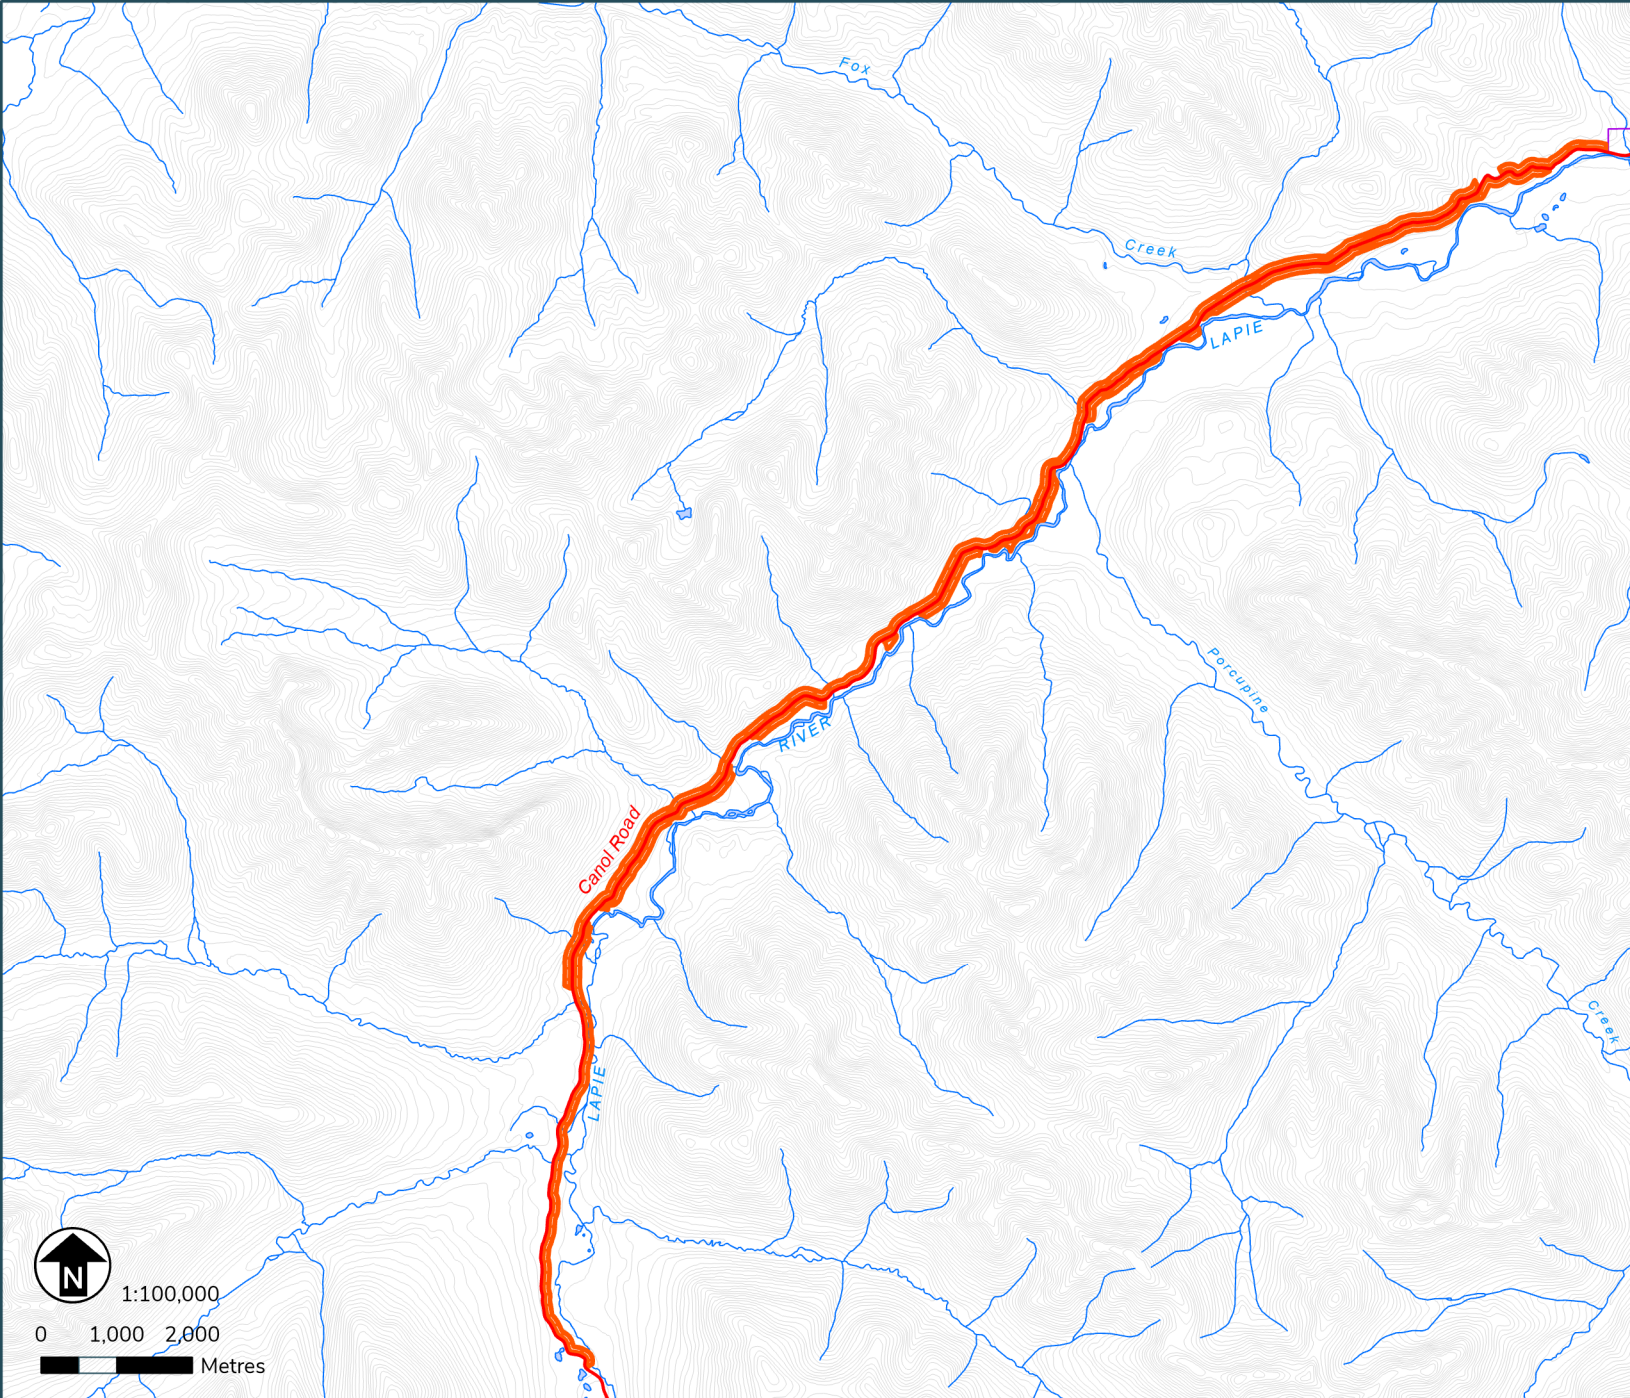 Fox
Creek
LAPIE
Porcupine
RIVER
Canol Road
Creek
LAPIE
N
1:100,000
0 1,000 2,000
Metres